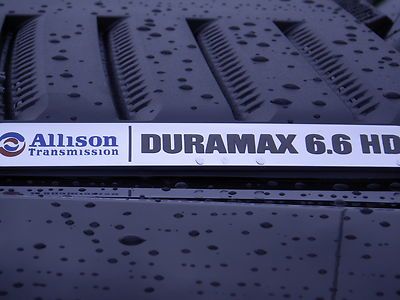 Allison
Transmission
DURAMAX 6.6 HD